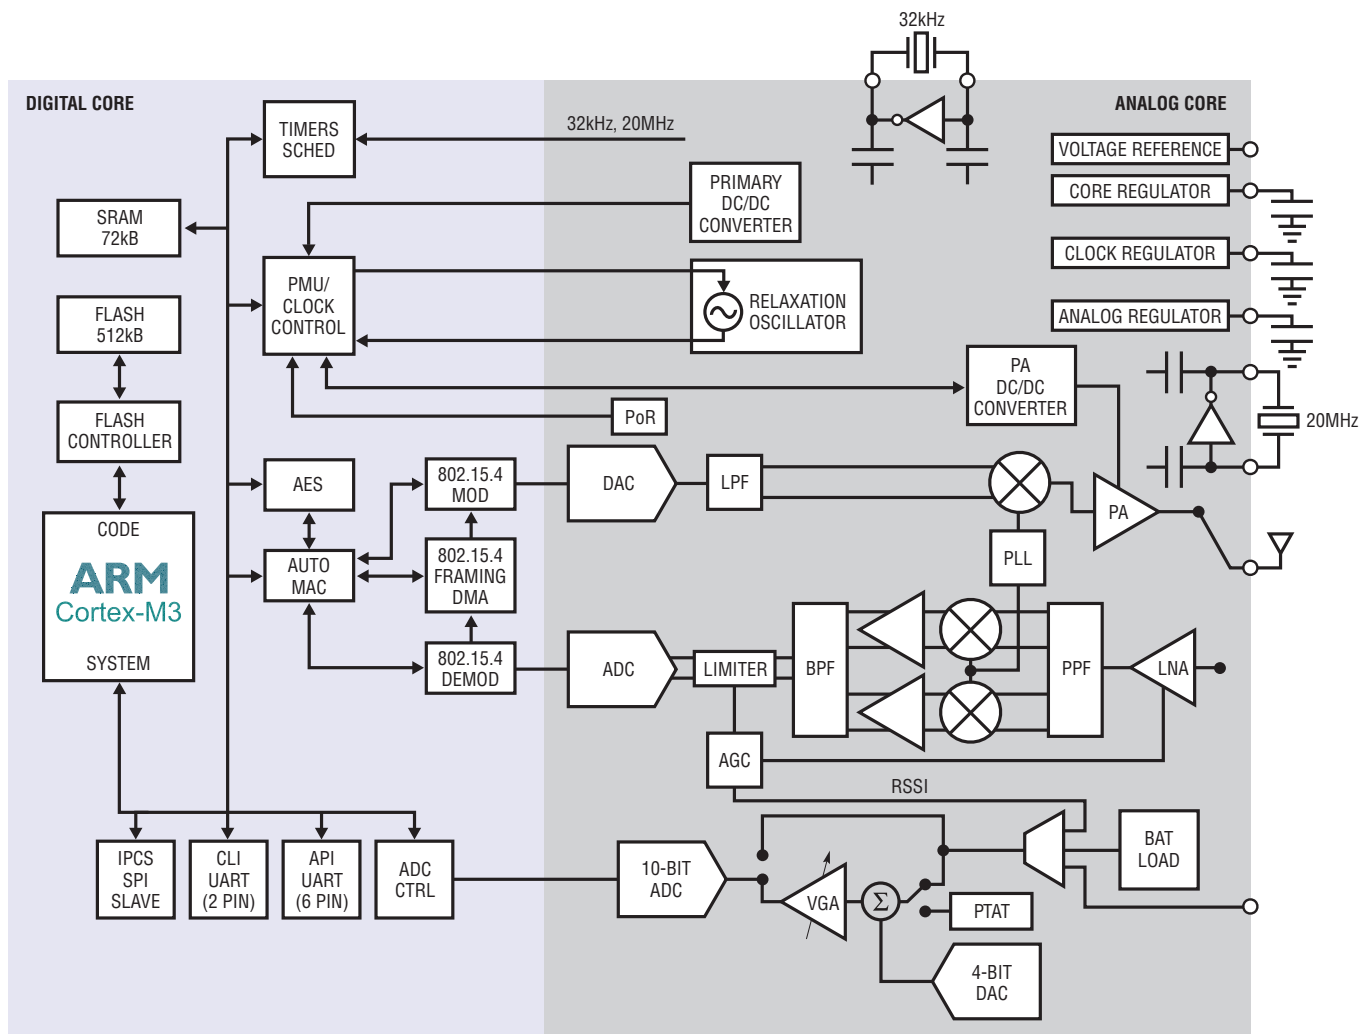 32kHz
DIGITAL CORE
ANALOG CORE
TIMERS
SCHED
32kHz, 20MHz
VOLTAGE REFERENCE
PRIMARY
DC/DC
CONVERTER
CORE REGULATOR
SRAM
72kB
CLOCK REGULATOR
PMU/
CLOCK
CONTROL
RELAXATION
OSCILLATOR
ANALOG REGULATOR
FLASH
512kB
PA
DC/DC
CONVERTER
PoR
20MHz
FLASH
CONTROLLER
AES
802.15.4
MOD
DAC
LPF
PA
CODE
ARM
Cortex-M3
SYSTEM
AUTO
MAC
802.15.4
FRAMING
DMA
PLL
802.15.4
DEMOD
ADC
LIMITER
BPF
PPF
LNA
AGC
RSSI
IPCS
SPI
SLAVE
CLI
UART
(2 PIN)
API
UART
(6 PIN)
ADC
CTRL
10-BIT
ADC
VGA
Σ
BAT
LOAD
PTAT
4-BIT
DAC